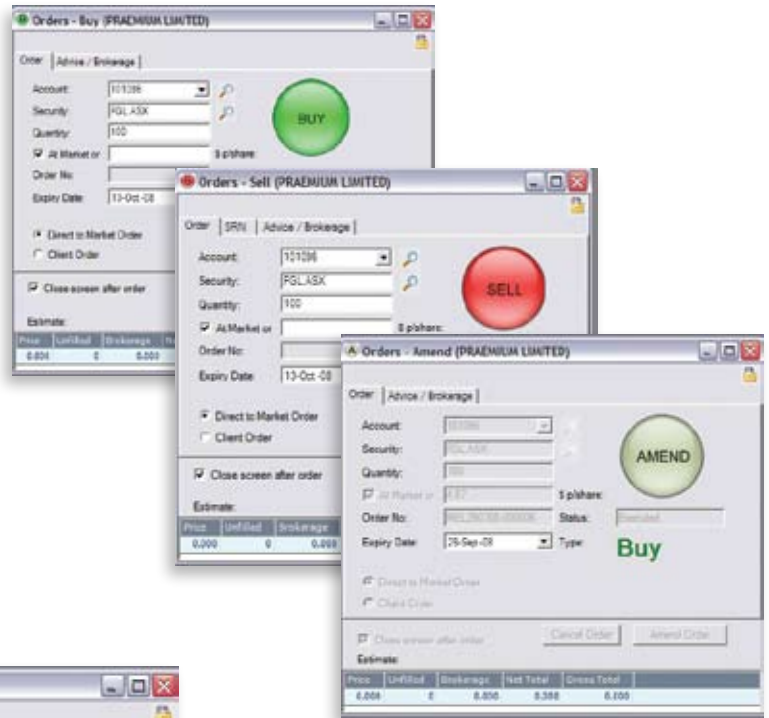 Orders - Buy (PRAEMIUM LIMITED)
Order Advice / Brokerage
Account: 101086
Security: FGL.ASX
Quantity: 100
At Market or $ p/share:
Order No:
Expiry Date: 13-Oct-08
Direct to Market Order
Client Order
Close screen after order
Estimate:
Price Unfilled Brokerage
0.000 0 0.000
BUY
Orders - Sell (PRAEMIUM LIMITED)
Order SRN Advice / Brokerage
Account: 101086
Security: FGL.ASX
Quantity: 100
At Market or $ p/share:
Order No:
Expiry Date: 13-Oct-08
Direct to Market Order
Client Order
Close screen after order
Estimate:
Price Unfilled Brokerage
0.000 0 0.000
SELL
Orders - Amend (PRAEMIUM LIMITED)
Order Advice / Brokerage
Account:
Security: FGL.ASX
Quantity: 100
At Market or 4.67 $ p/share:
Order No: Status: Executed
Expiry Date: 26-Sep-08 Type: Buy
Direct to Market Order
Client Order
Close screen after order Cancel Order Amend Order
Estimate:
Price Unfilled Brokerage Net Total Gross Total
0.000 0 0.000 0.000 0.000
AMEND